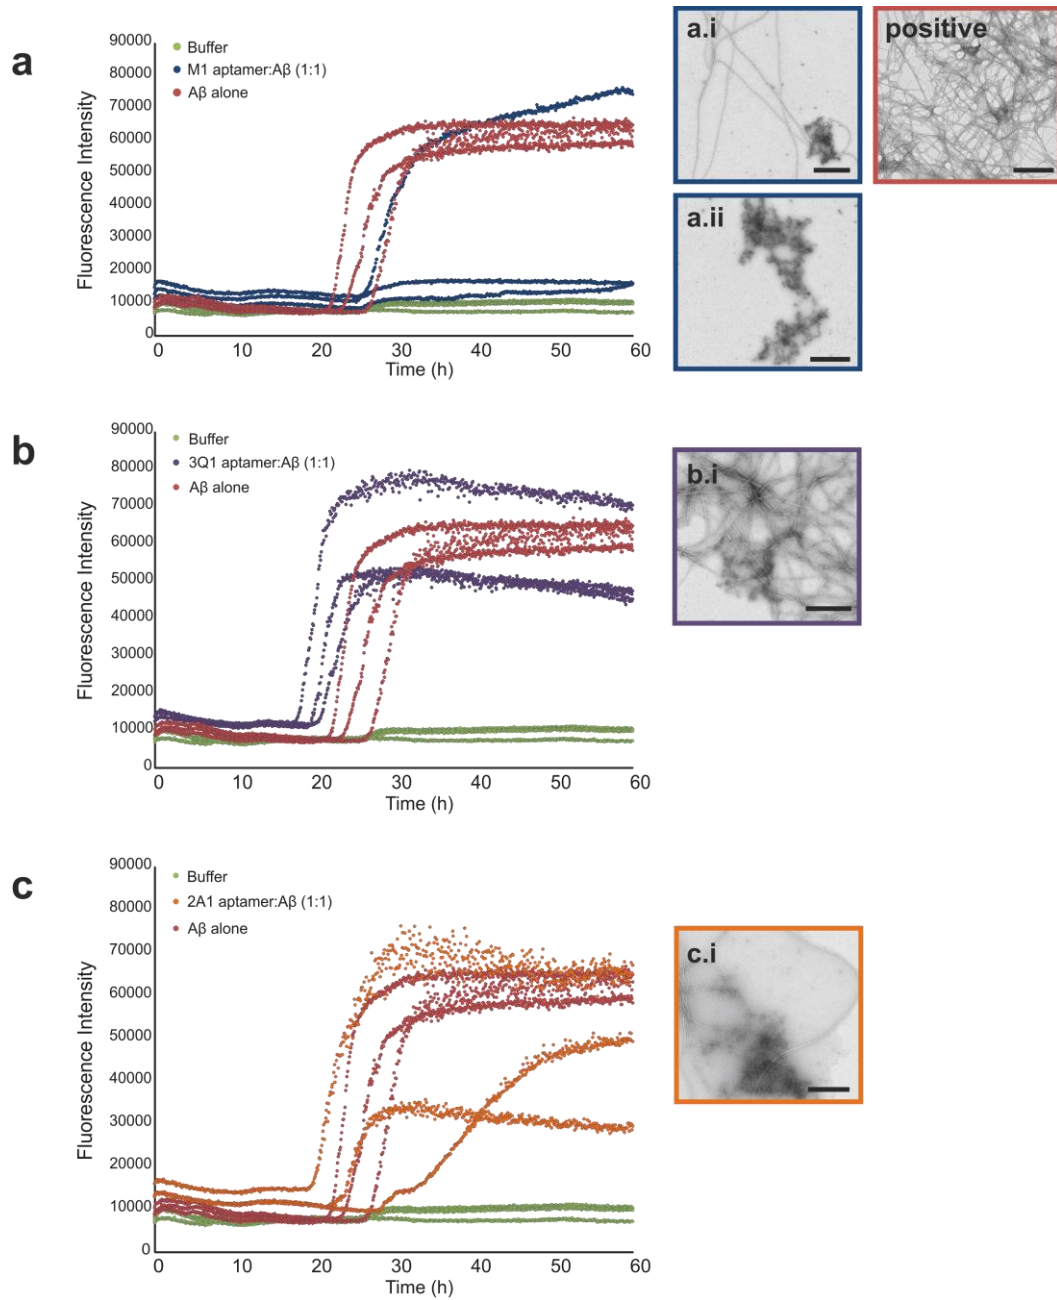 a
Fluorescence Intensity
90000
80000
70000
60000
50000
40000
30000
20000
10000
0
Buffer
M1 aptamer:Aβ (1:1)
Aβ alone
0 10 20 30 40 50 60
Time (h)
a.i
positive
a.ii
b
Fluorescence Intensity
90000
80000
70000
60000
50000
40000
30000
20000
10000
0
Buffer
3Q1 aptamer:Aβ (1:1)
Aβ alone
0 10 20 30 40 50 60
Time (h)
b.i
c
Fluorescence Intensity
90000
80000
70000
60000
50000
40000
30000
20000
10000
0
Buffer
2A1 aptamer:Aβ (1:1)
Aβ alone
0 10 20 30 40 50 60
Time (h)
c.i